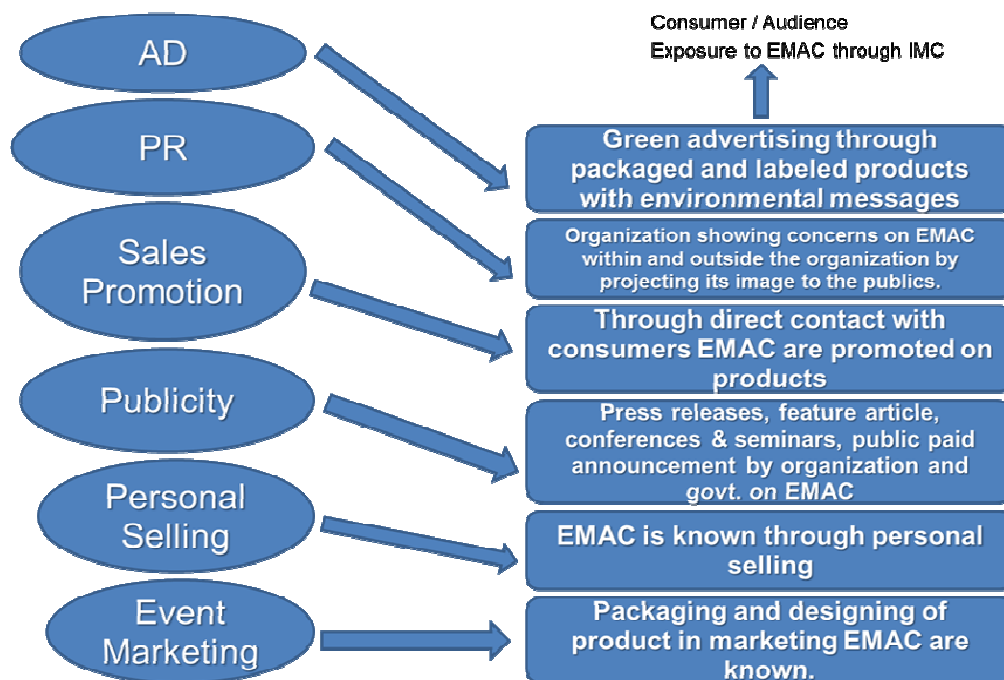 AD
PR
Sales
Promotion
Publicity
Personal
Selling
Event
Marketing
Consumer / Audience
Exposure to EMAC through IMC
Green advertising through
packaged and labeled products
with environmental messages
Organization showing concerns on EMAC
within and outside the organization by
projecting its image to the publics.
Through direct contact with
consumers EMAC are promoted on
products
Press releases, feature article,
conferences & seminars, public paid
announcement by organization and
govt. on EMAC
EMAC is known through personal
selling
Packaging and designing of
product in marketing EMAC are
known.